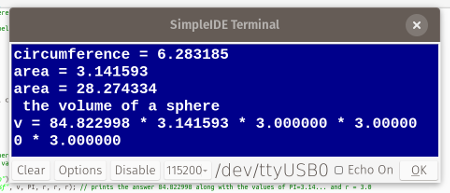 SimpleIDE Terminal
circumference = 6.283185
area = 3.141593
area = 28.274334
 the volume of a sphere
v = 84.822998 * 3.141593 * 3.000000 * 3.00000
0 * 3.000000
Clear Options Disable 115200 /dev/ttyUSB0 Echo On OK
, v, PI, r, r, r); // prints the answer 84.822998 along with the values of PI=3.14... and r = 3.0